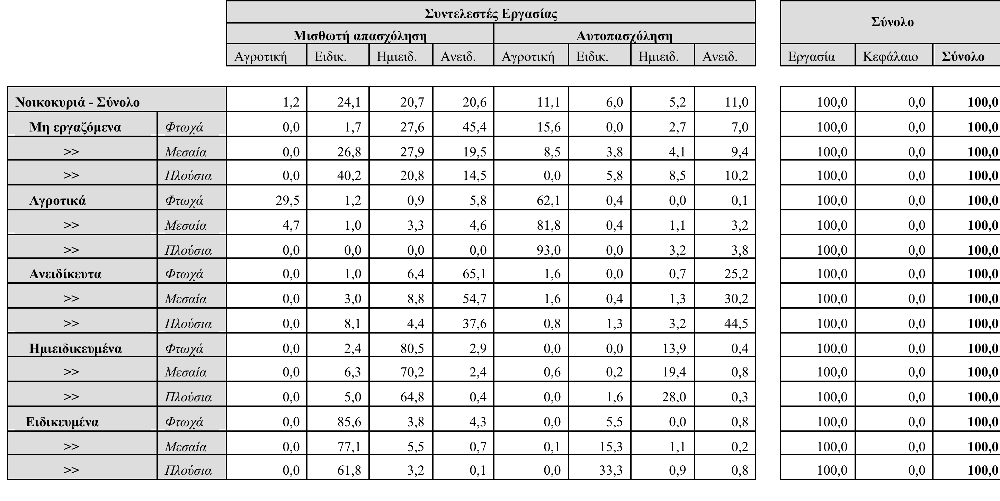 Συντελεστές Εργασίας Σύνολο
Μισθωτή απασχόληση Αυτοπασχόληση
Αγροτική Ειδικ. Ημιειδ. Ανειδ. Αγροτική Ειδικ. Ημιειδ. Ανειδ. Εργασία Κεφάλαιο Σύνολο
Νοικοκυριά - Σύνολο 1,2 24,1 20,7 20,6 11,1 6,0 5,2 11,0 100,0 0,0 100,0
Μη εργαζόμενα Φτωχά 0,0 1,7 27,6 45,4 15,6 0,0 2,7 7,0 100,0 0,0 100,0
>> Μεσαία 0,0 26,8 27,9 19,5 8,5 3,8 4,1 9,4 100,0 0,0 100,0
>> Πλούσια 0,0 40,2 20,8 14,5 0,0 5,8 8,5 10,2 100,0 0,0 100,0
Αγροτικά Φτωχά 29,5 1,2 0,9 5,8 62,1 0,4 0,0 0,1 100,0 0,0 100,0
>> Μεσαία 4,7 1,0 3,3 4,6 81,8 0,4 1,1 3,2 100,0 0,0 100,0
>> Πλούσια 0,0 0,0 0,0 0,0 93,0 0,0 3,2 3,8 100,0 0,0 100,0
Ανειδίκευτα Φτωχά 0,0 1,0 6,4 65,1 1,6 0,0 0,7 25,2 100,0 0,0 100,0
>> Μεσαία 0,0 3,0 8,8 54,7 1,6 0,4 1,3 30,2 100,0 0,0 100,0
>> Πλούσια 0,0 8,1 4,4 37,6 0,8 1,3 3,2 44,5 100,0 0,0 100,0
Ημιειδικευμένα Φτωχά 0,0 2,4 80,5 2,9 0,0 0,0 13,9 0,4 100,0 0,0 100,0
>> Μεσαία 0,0 6,3 70,2 2,4 0,6 0,2 19,4 0,8 100,0 0,0 100,0
>> Πλούσια 0,0 5,0 64,8 0,4 0,0 1,6 28,0 0,3 100,0 0,0 100,0
Ειδικευμένα Φτωχά 0,0 85,6 3,8 4,3 0,0 5,5 0,0 0,8 100,0 0,0 100,0
>> Μεσαία 0,0 77,1 5,5 0,7 0,1 15,3 1,1 0,2 100,0 0,0 100,0
>> Πλούσια 0,0 61,8 3,2 0,1 0,0 33,3 0,9 0,8 100,0 0,0 100,0